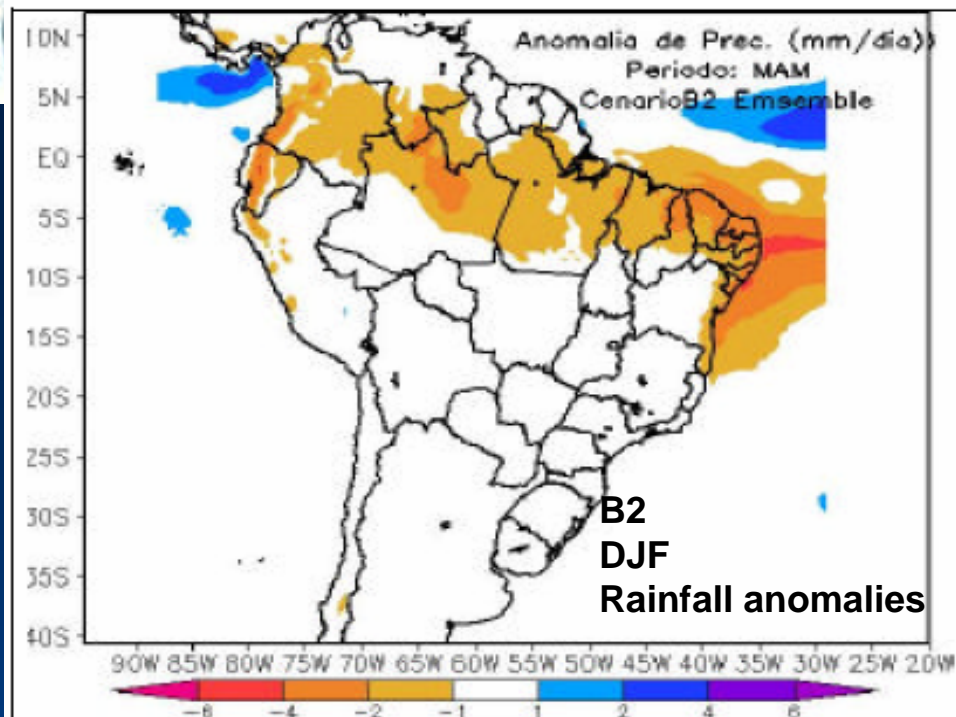 Anomalia de Prec. (mm/dia))
Periodo: MAM
CenarioB2 Emsemble
10N
5N
EQ
5S
10S
15S
20S
25S
30S
35S
40S
B2
DJF
Rainfall anomalies
90W 85W 80W 75W 70W 65W 60W 55W 50W 45W 40W 35W 30W 25W 20W
-6 -4 -2 -1 1 2 4 6